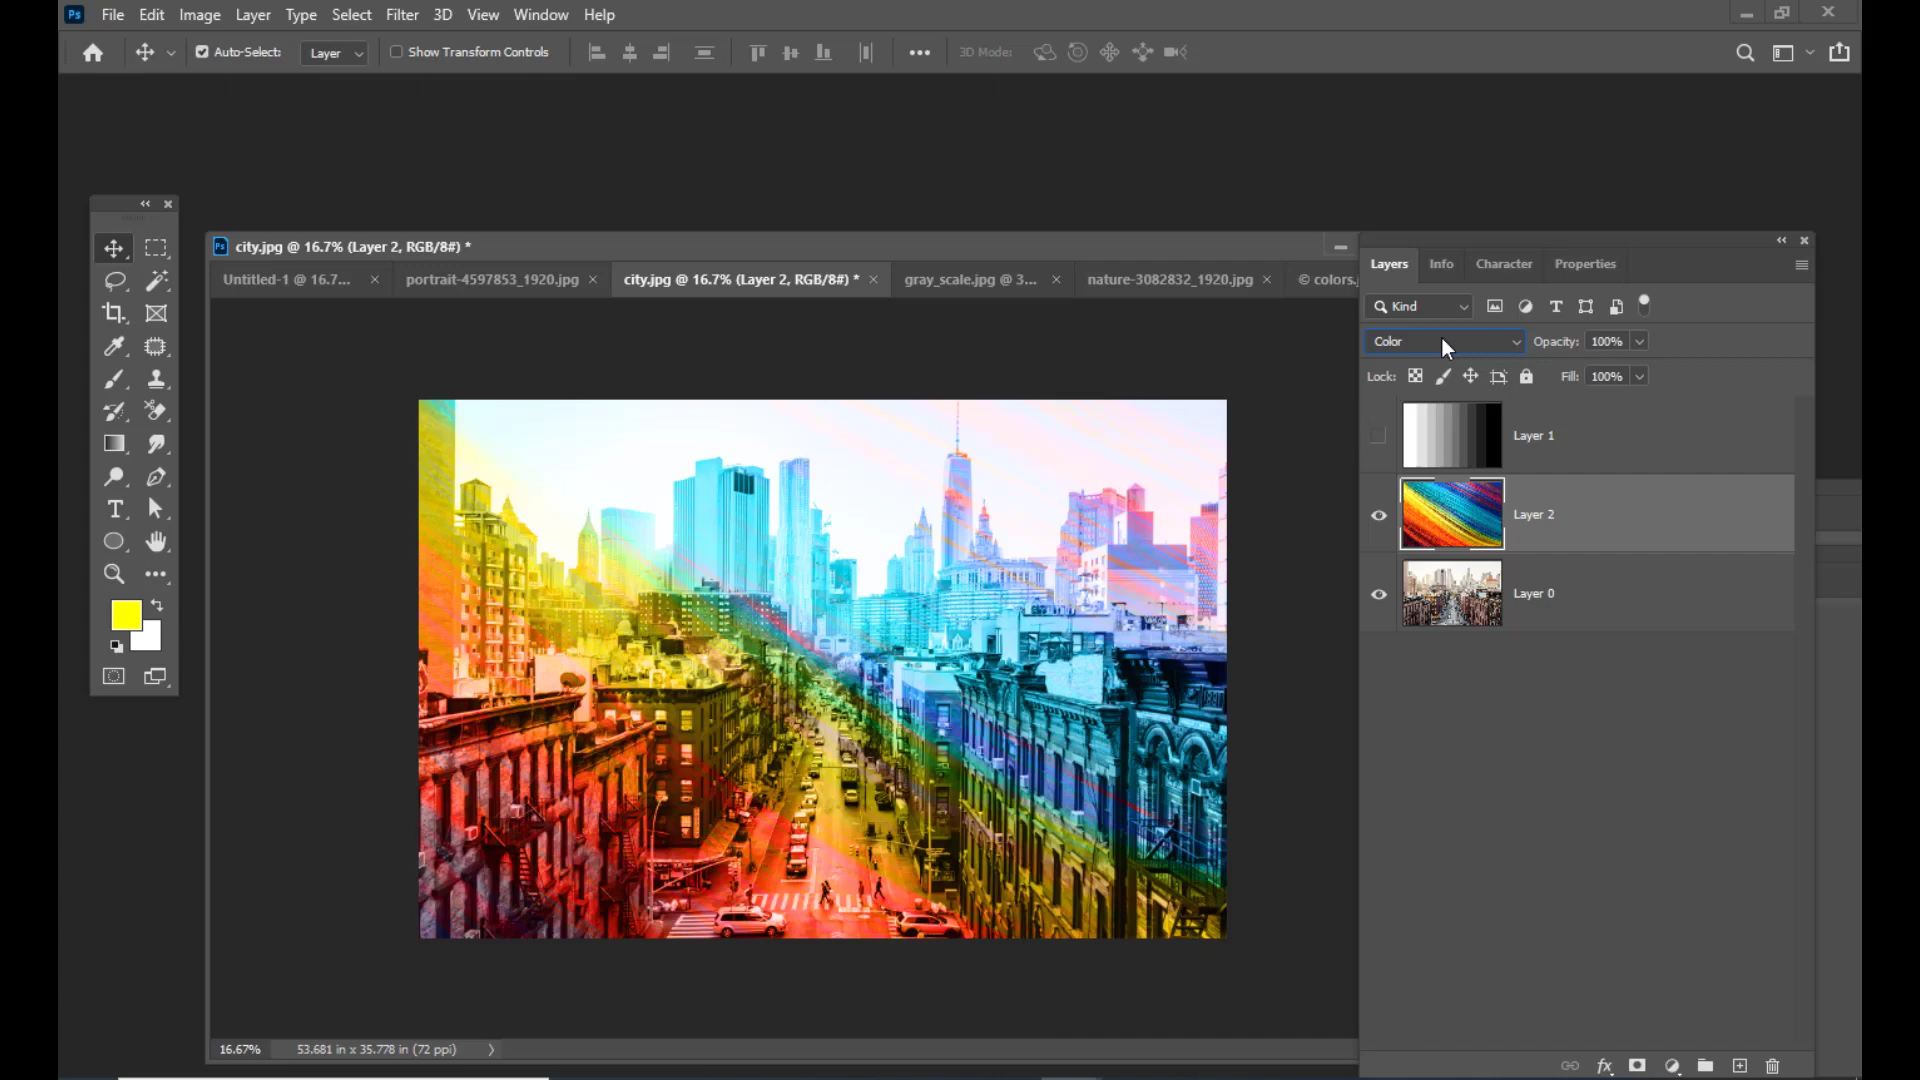 Ps File Edit Image Layer Type Select Filter 3D View Window Help
Auto-Select: Layer Show Transform Controls 3D Mode:
Ps city.jpg @ 16.7% (Layer 2, RGB/8#) *
Untitled-1 @ 16.7... portrait-4597853_1920.jpg city.jpg @ 16.7% (Layer 2, RGB/8#) * gray_scale.jpg @ 3... nature-3082832_1920.jpg © colors.j
Layers Info Character Properties
Kind
Color Opacity: 100%
Lock: Fill: 100%
Layer 1
Layer 2
Layer 0
16.67% 53.681 in x 35.778 in (72 ppi)
fx